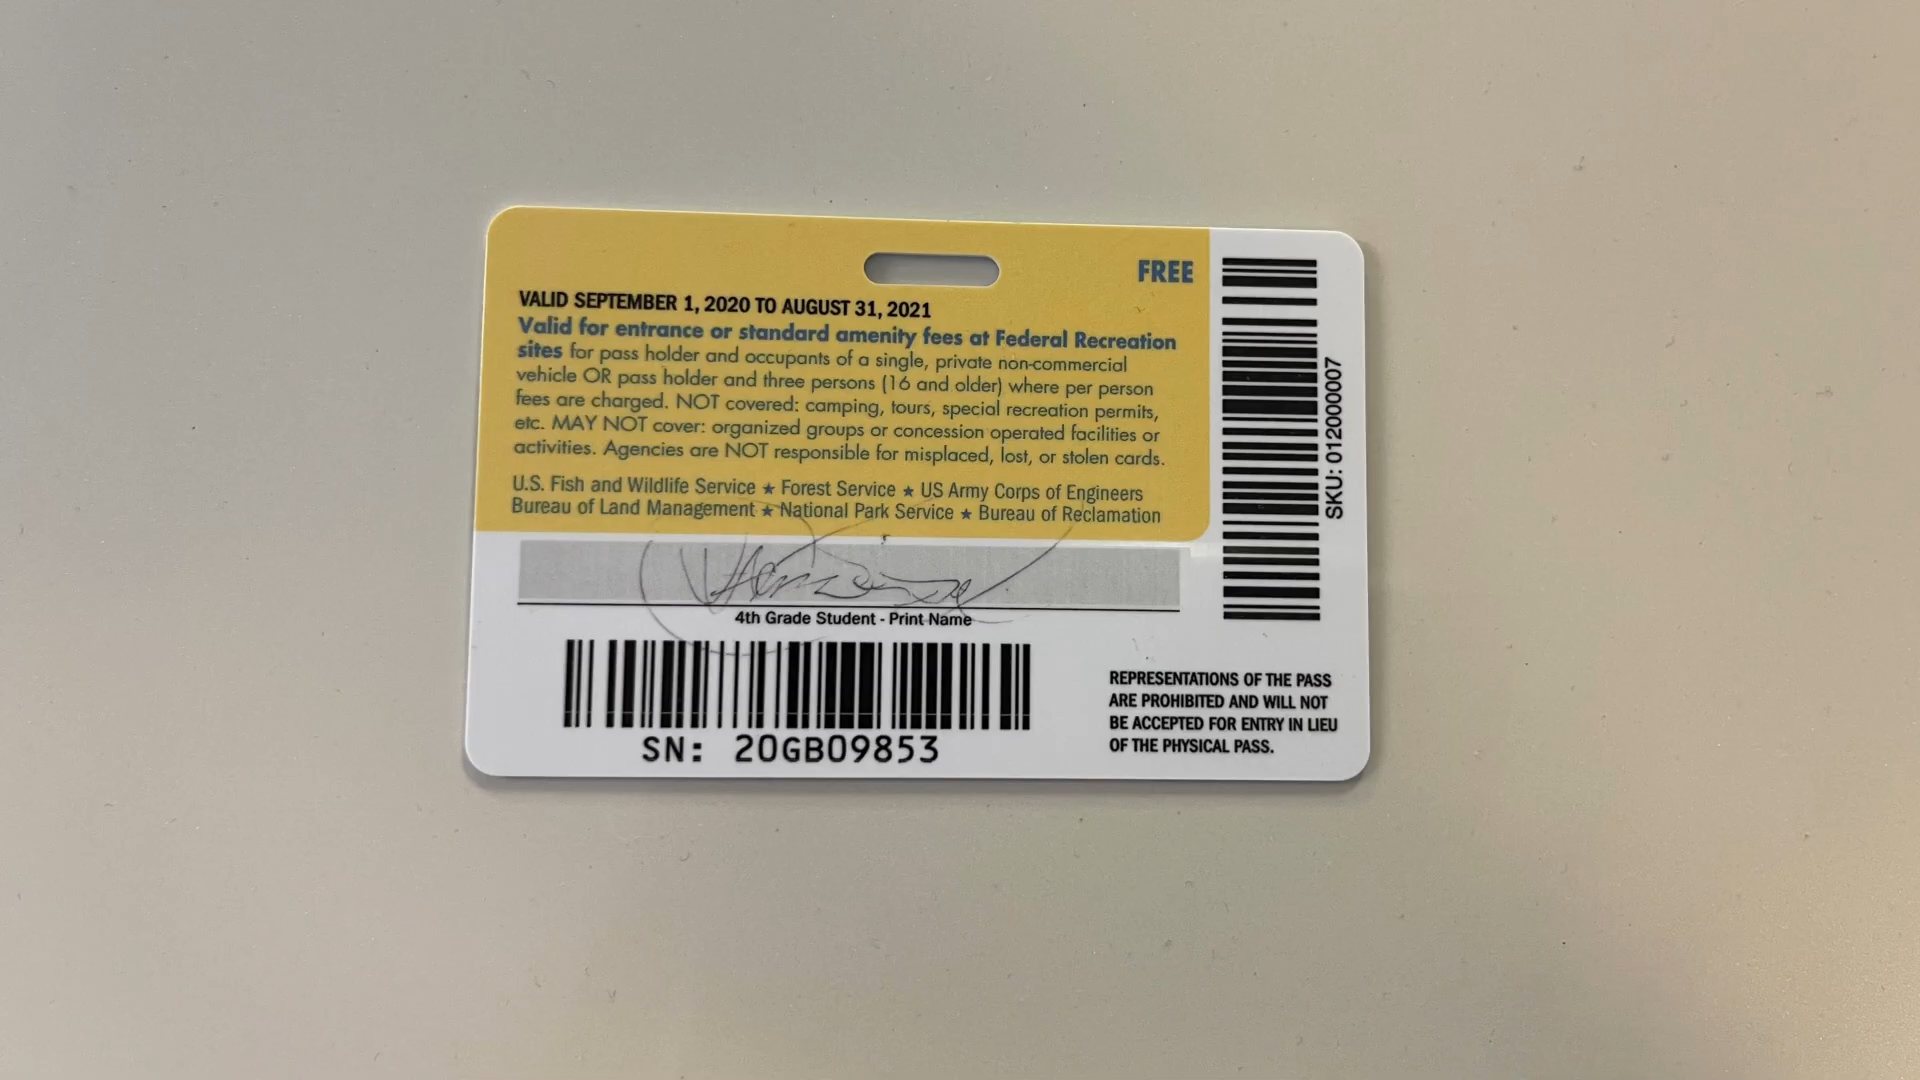 FREE
VALID SEPTEMBER 1, 2020 TO AUGUST 31, 2021
Valid for entrance or standard amenity fees at Federal Recreation
sites for pass holder and occupants of a single, private non-commercial
vehicle OR pass holder and three persons (16 and older) where per person
fees are charged. NOT covered: camping, tours, special recreation permits,
etc. MAY NOT cover: organized groups or concession operated facilities or
activities. Agencies are NOT responsible for misplaced, lost, or stolen cards.
U.S. Fish and Wildlife Service ★ Forest Service ★ US Army Corps of Engineers
Bureau of Land Management ★ National Park Service ★ Bureau of Reclamation
4th Grade Student - Print Name
SN: 20GB09853
SKU: 012000007
REPRESENTATIONS OF THE PASS
ARE PROHIBITED AND WILL NOT
BE ACCEPTED FOR ENTRY IN LIEU
OF THE PHYSICAL PASS.